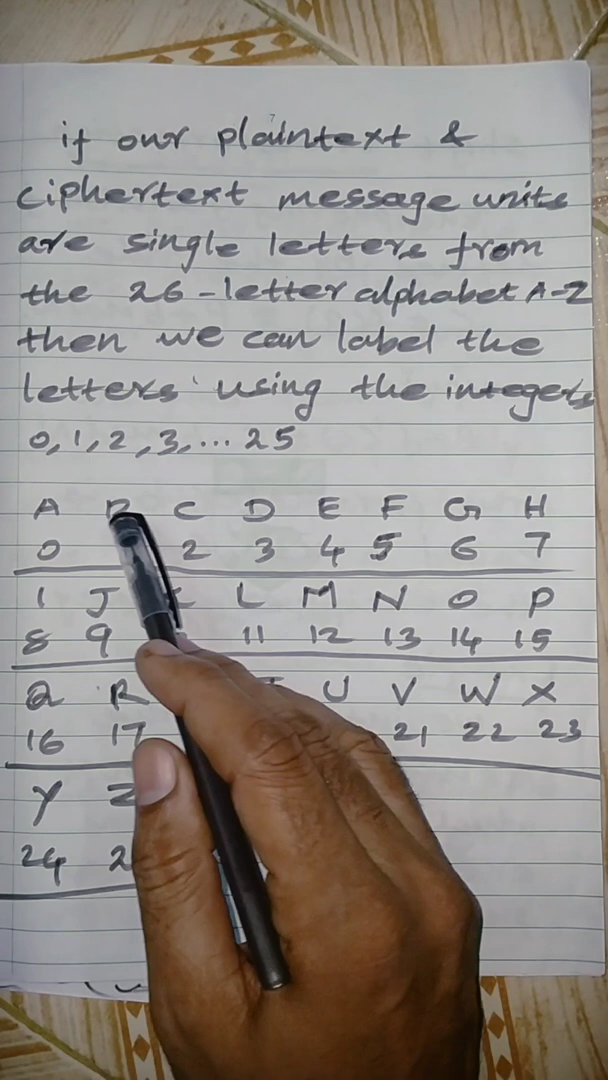 if our plaintext &
ciphertext message units
are single letters from
the 26-letter alphabet A-Z
then we can label the
letters using the integers
0, 1, 2, 3, ... 25
A B C D E F G H
0 2 3 4 5 6 7
I J L M N O P
8 9 11 12 13 14 15
Q R U V W X
16 17 21 22 23
Y Z
24